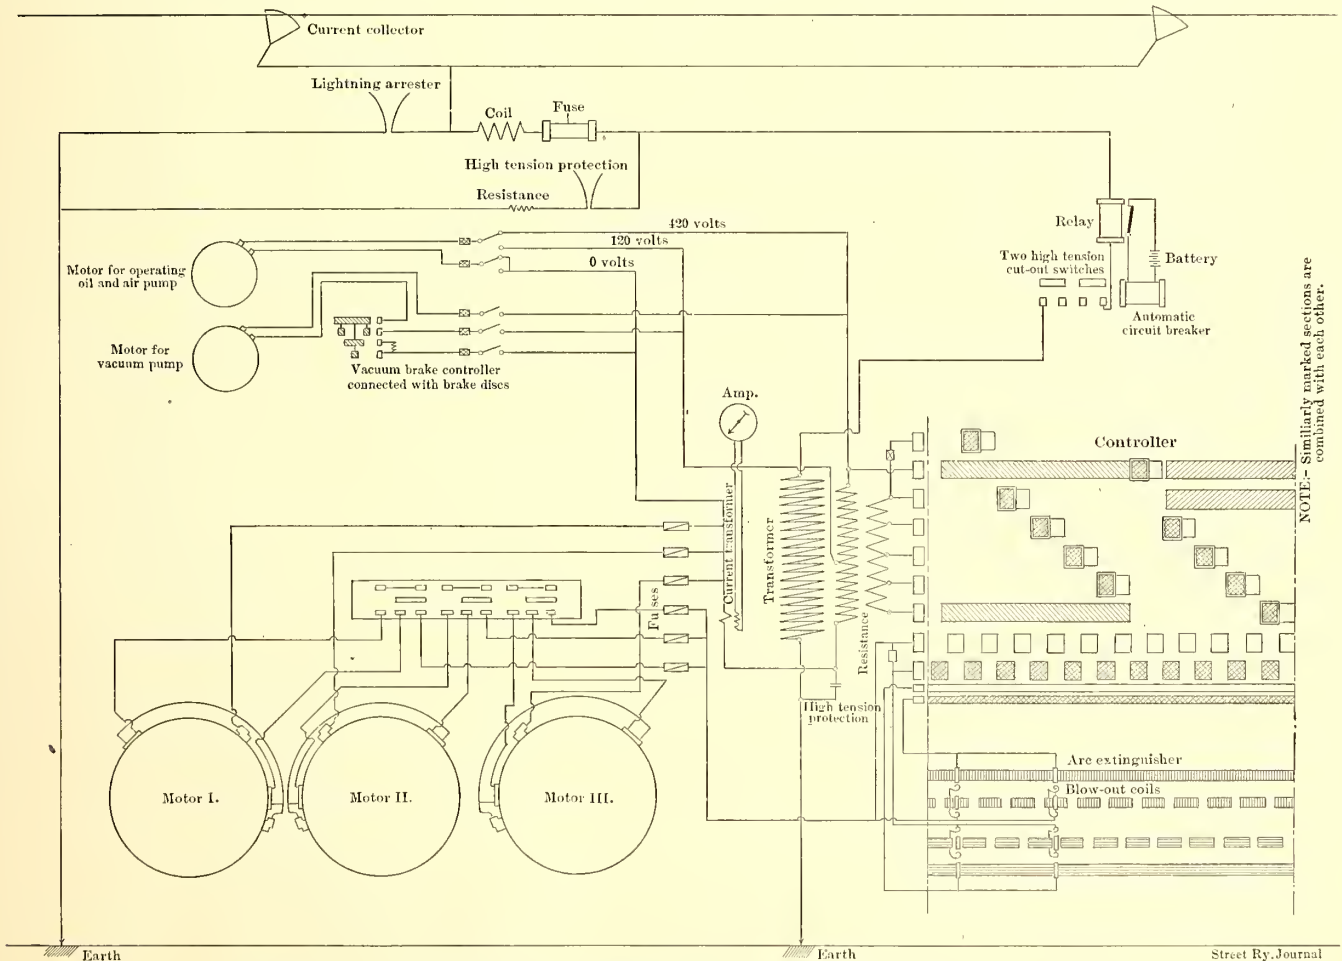 Current collector
Lightning arrester
Coil
Fuse
High tension protection
Resistance
420 volts
120 volts
0 volts
Relay
Two high tension
cut-out switches
Battery
Automatic
circuit breaker
Motor for operating
oil and air pump
Motor for
vacuum pump
Vacuum brake controller
connected with brake discs
Amp.
Controller
NOTE:- Similiarly marked sections are
combined with each other.
Current transformer
Transformer
Fuses
Resistance
High tension
protection
Arc extinguisher
Blow-out coils
Motor I.
Motor II.
Motor III.
Earth
Earth
Street Ry. Journal